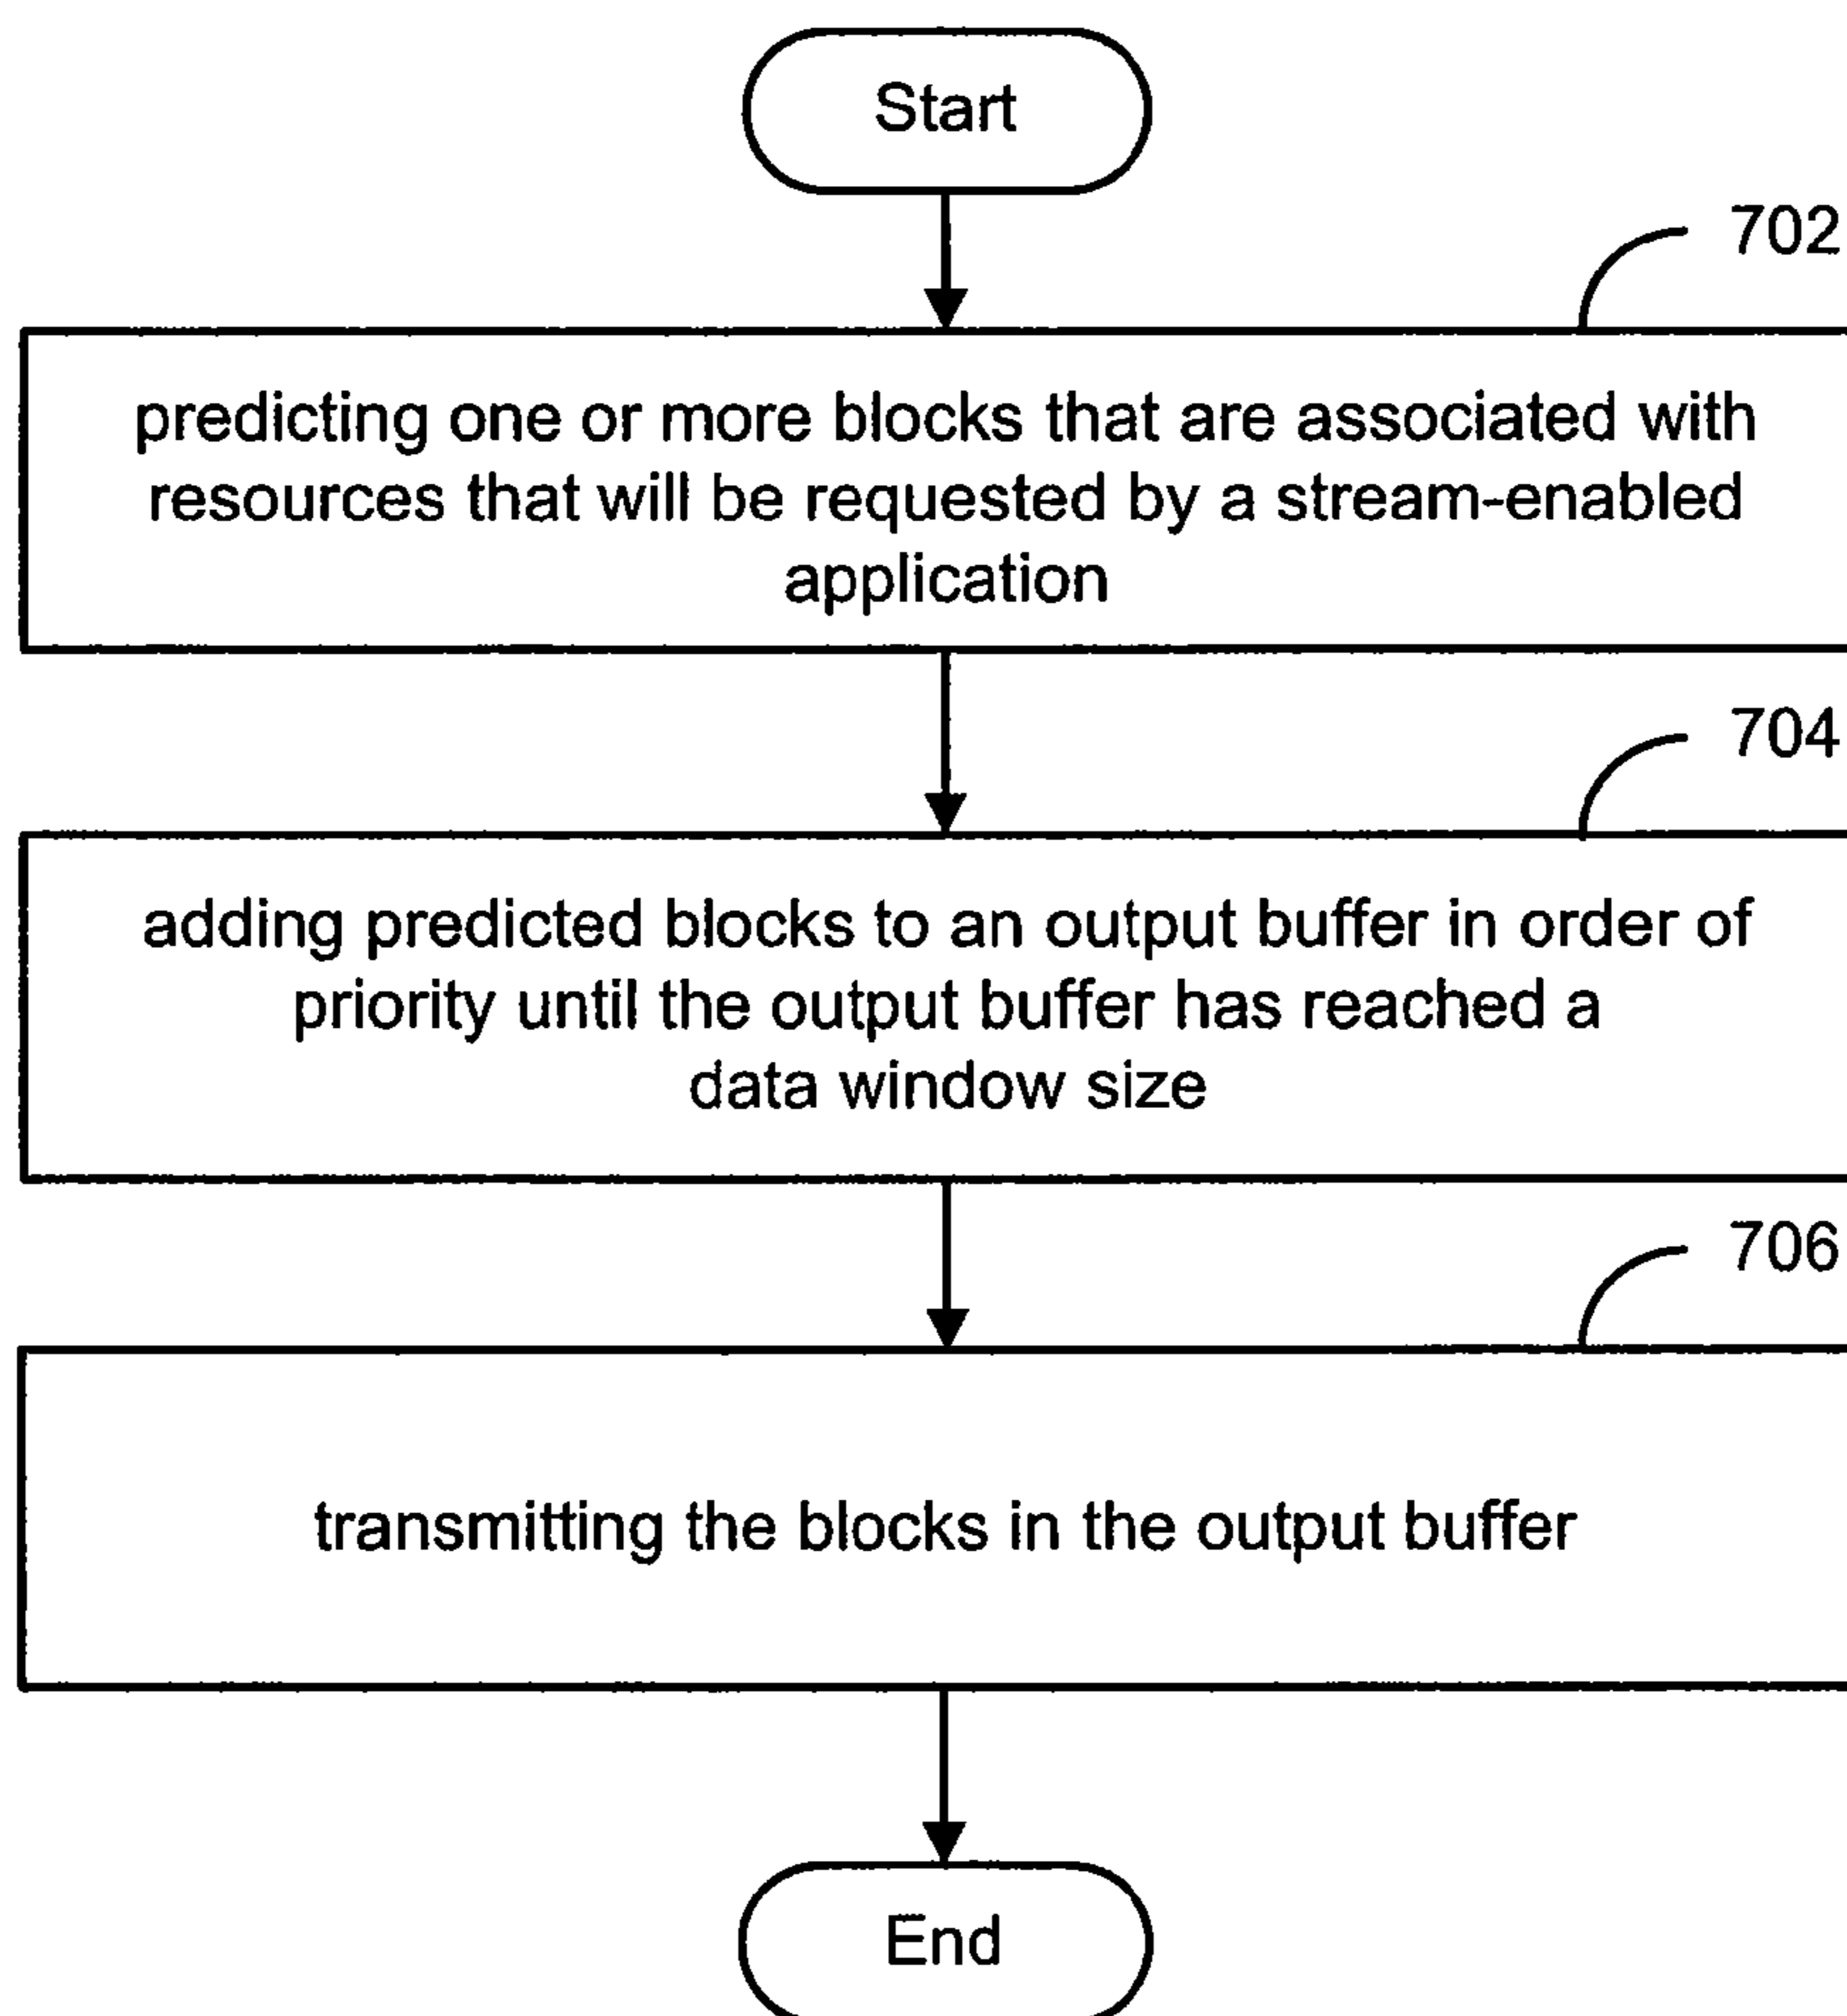 Start
702
predicting one or more blocks that are associated with
resources that will be requested by a stream-enabled
application
704
adding predicted blocks to an output buffer in order of
priority until the output buffer has reached a
data window size
706
transmitting the blocks in the output buffer
End